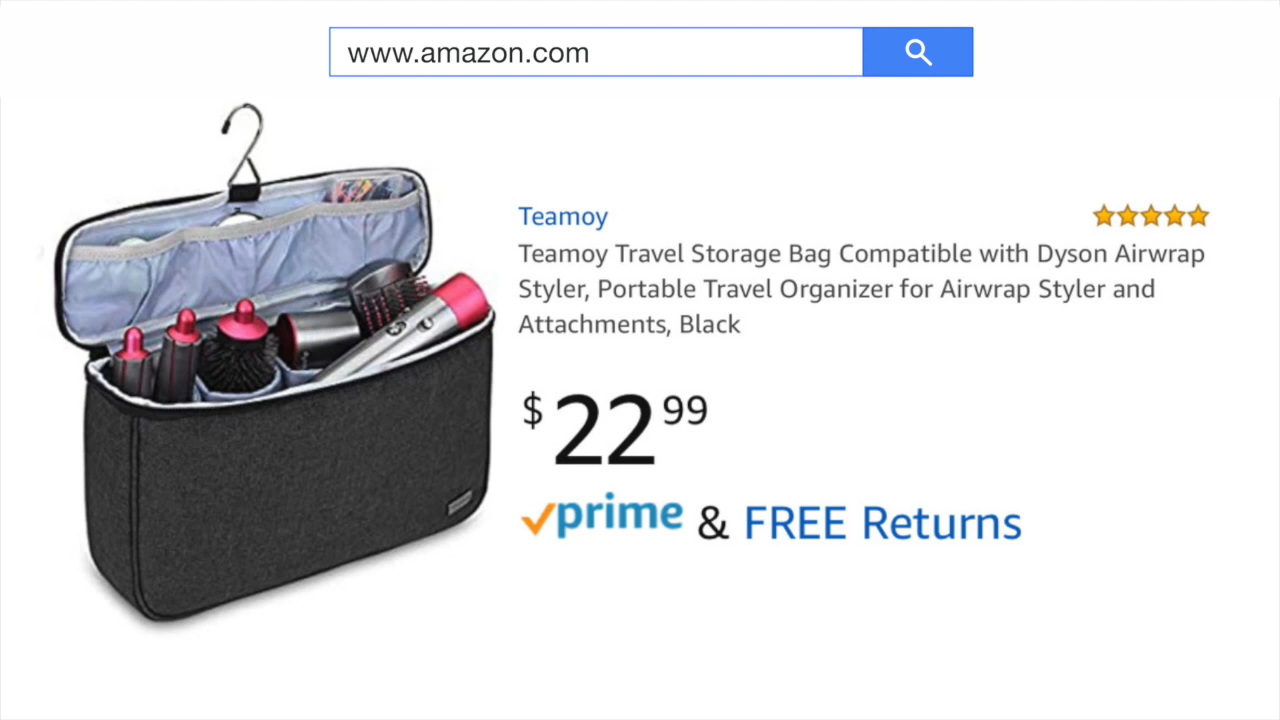 www.amazon.com
Teamoy
Teamoy Travel Storage Bag Compatible with Dyson Airwrap
Styler, Portable Travel Organizer for Airwrap Styler and
Attachments, Black
$22 99
prime & FREE Returns